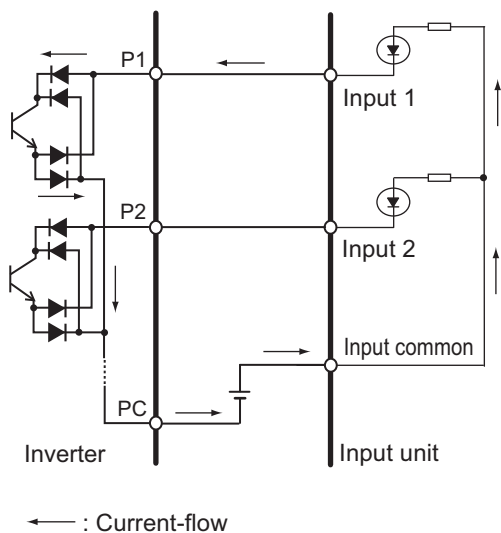 P1
Input 1
P2
Input 2
Input common
PC
Inverter
Input unit
: Current-flow